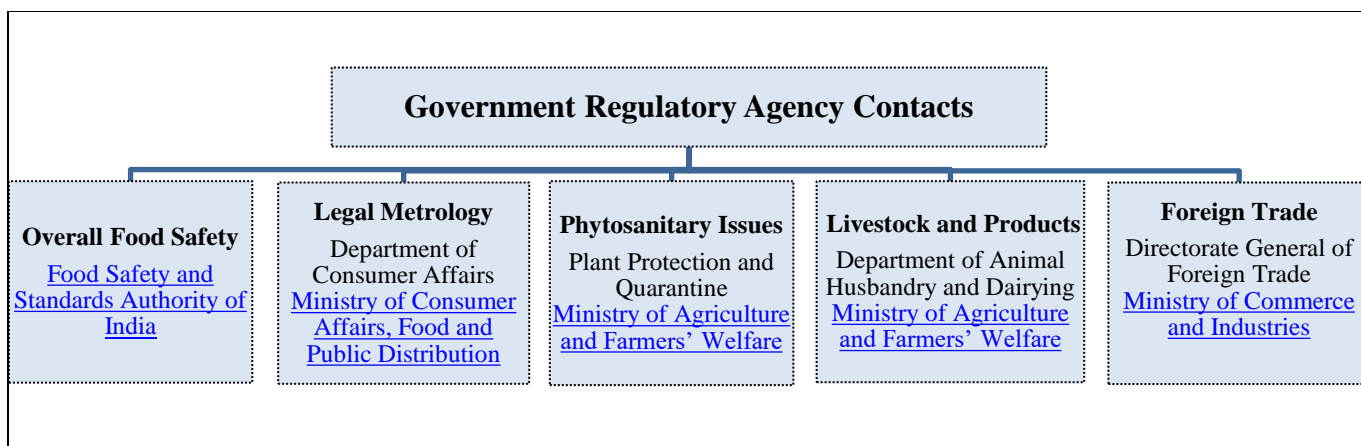 Government Regulatory Agency Contacts
Overall Food Safety
Food Safety and
Standards Authority of
India
Legal Metrology
Department of
Consumer Affairs
Ministry of Consumer
Affairs, Food and
Public Distribution
Phytosanitary Issues
Plant Protection and
Quarantine
Ministry of Agriculture
and Farmers’ Welfare
Livestock and Products
Department of Animal
Husbandry and Dairying
Ministry of Agriculture
and Farmers’ Welfare
Foreign Trade
Directorate General of
Foreign Trade
Ministry of Commerce
and Industries